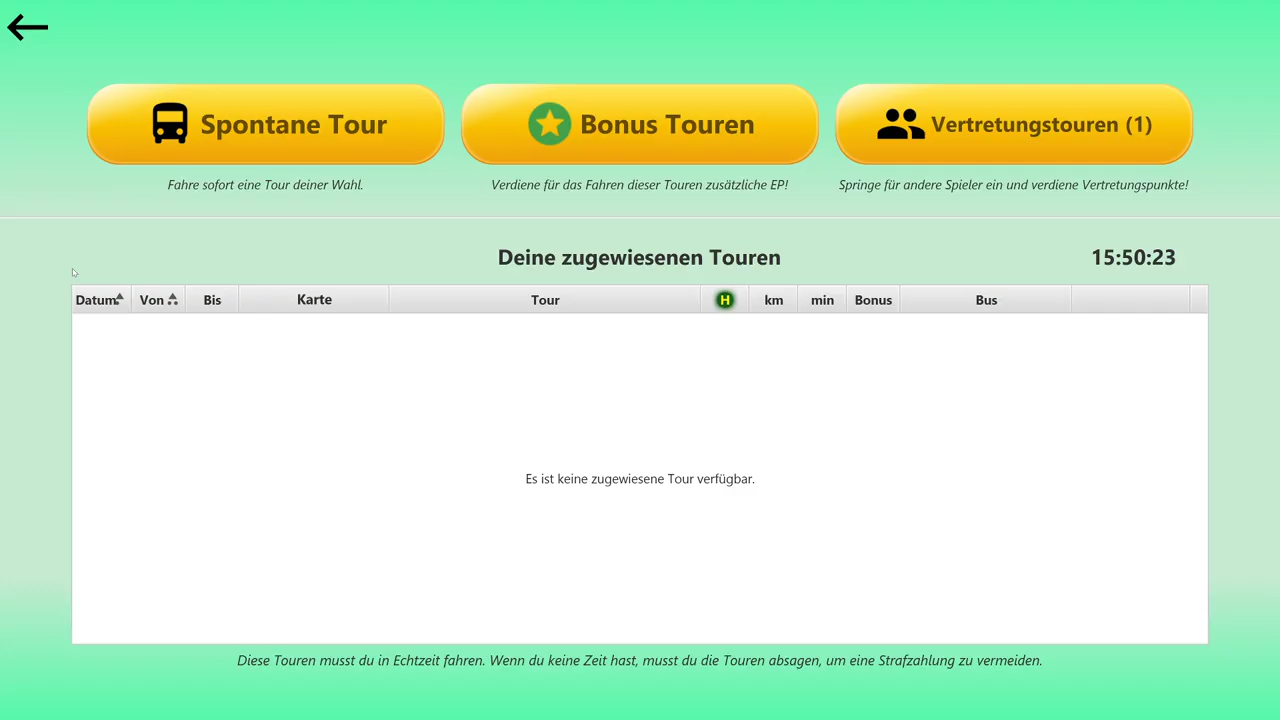 Spontane Tour
Bonus Touren
Vertretungstouren (1)
Fahre sofort eine Tour deiner Wahl.
Verdiene für das Fahren dieser Touren zusätzliche EP!
Springe für andere Spieler ein und verdiene Vertretungspunkte!
Deine zugewiesenen Touren
15:50:23
Datum Von Bis Karte Tour H km min Bonus Bus
Es ist keine zugewiesene Tour verfügbar.
Diese Touren musst du in Echtzeit fahren. Wenn du keine Zeit hast, musst du die Touren absagen, um eine Strafzahlung zu vermeiden.